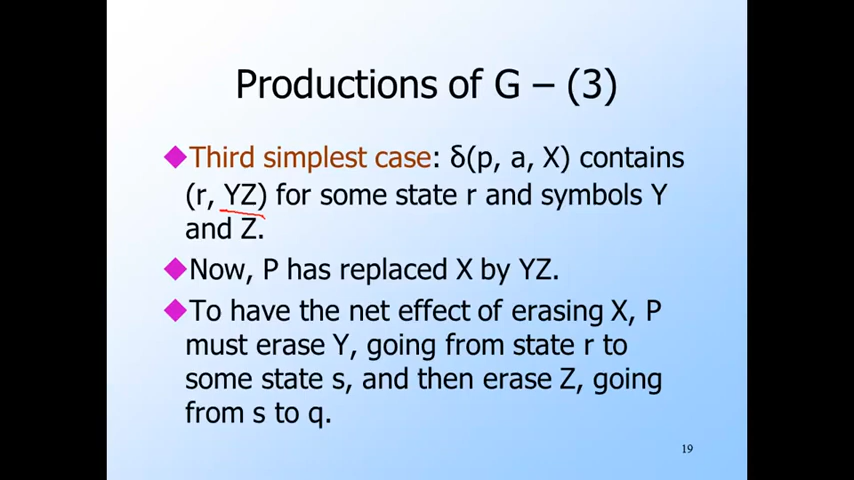 Productions of G – (3)
Third simplest case: δ(p, a, X) contains
(r, YZ) for some state r and symbols Y
and Z.
Now, P has replaced X by YZ.
To have the net effect of erasing X, P
must erase Y, going from state r to
some state s, and then erase Z, going
from s to q.
19